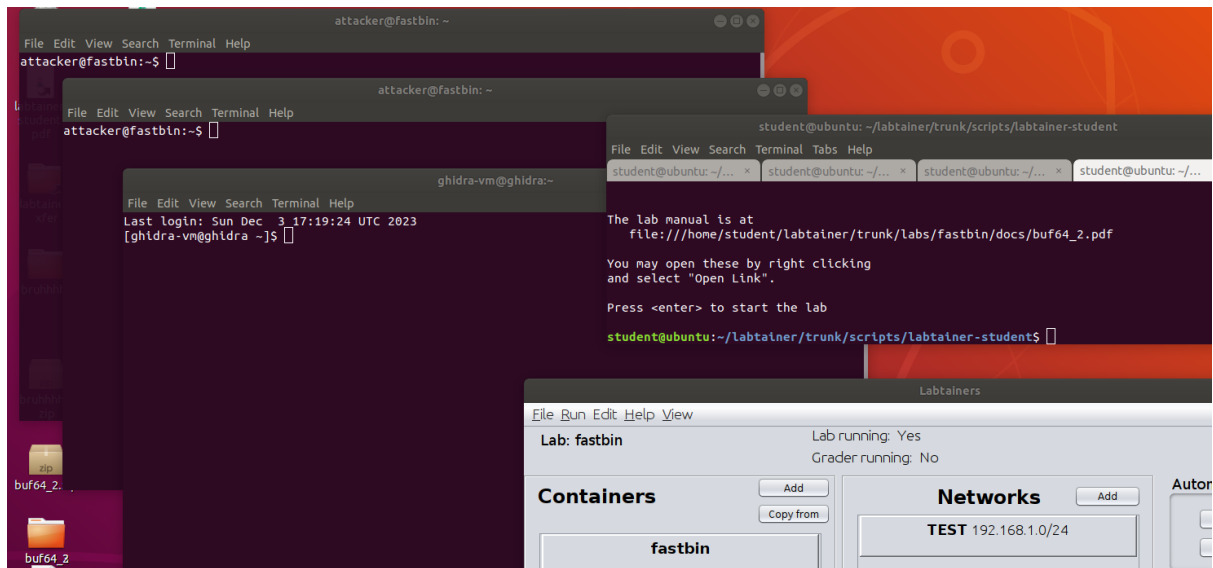 attacker@fastbin: ~
File Edit View Search Terminal Help
attacker@fastbin:~$
attacker@fastbin: ~
File Edit View Search Terminal Help
attacker@fastbin:~$
ghidra-vm@ghidra:~
File Edit View Search Terminal Help
Last login: Sun Dec  3 17:19:24 UTC 2023
[ghidra-vm@ghidra ~]$
student@ubuntu: ~/labtainer/trunk/scripts/labtainer-student
File Edit View Search Terminal Tabs Help
student@ubuntu: ~/... × student@ubuntu: ~/... × student@ubuntu: ~/... × student@ubuntu: ~/...
The lab manual is at
file:///home/student/labtainer/trunk/labs/fastbin/docs/buf64_2.pdf
You may open these by right clicking
and select "Open Link".
Press <enter> to start the lab
student@ubuntu:~/labtainer/trunk/scripts/labtainer-student$
Labtainers
File Run Edit Help View
Lab: fastbin
Lab running: Yes
Grader running: No
Containers
Add
Copy from
fastbin
Networks
Add
TEST 192.168.1.0/24
Autor
zip
buf64_2.
buf64_2